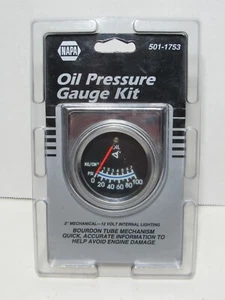 NAPA
501-1753
Oil Pressure
Gauge Kit
OIL
KG/CM²
PSI
0 20 40 60 80 100
2" MECHANICAL-12 VOLT INTERNAL LIGHTING
BOURDON TUBE MECHANISM
QUICK, ACCURATE INFORMATION TO
HELP AVOID ENGINE DAMAGE